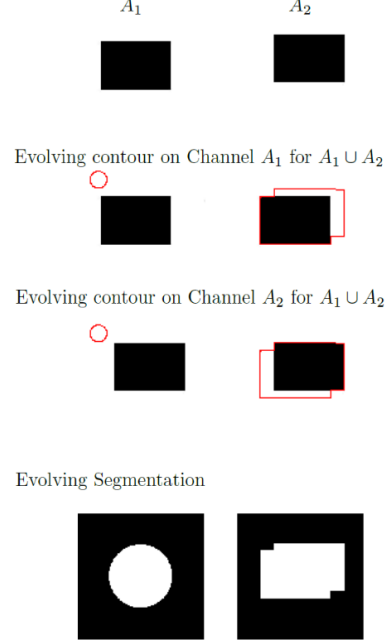 A₁ A₂
Evolving contour on Channel A₁ for A₁ ∪ A₂
Evolving contour on Channel A₂ for A₁ ∪ A₂
Evolving Segmentation